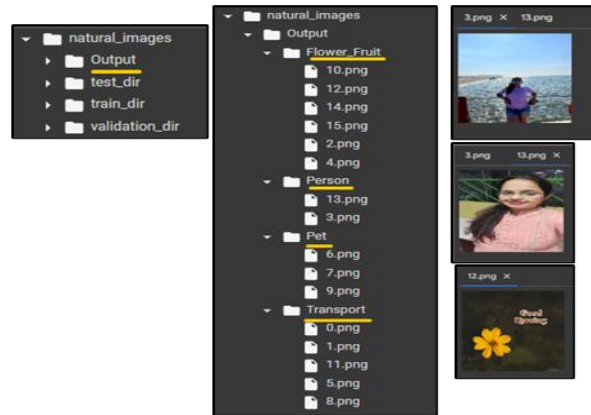 natural_images
Output
test_dir
train_dir
validation_dir
natural_images
Output
Flower_Fruit
10.png
12.png
14.png
15.png
2.png
4.png
Person
13.png
3.png
Pet
6.png
7.png
9.png
Transport
0.png
1.png
11.png
5.png
8.png
3.png × 13.png
3.png 13.png ×
12.png ×
Good